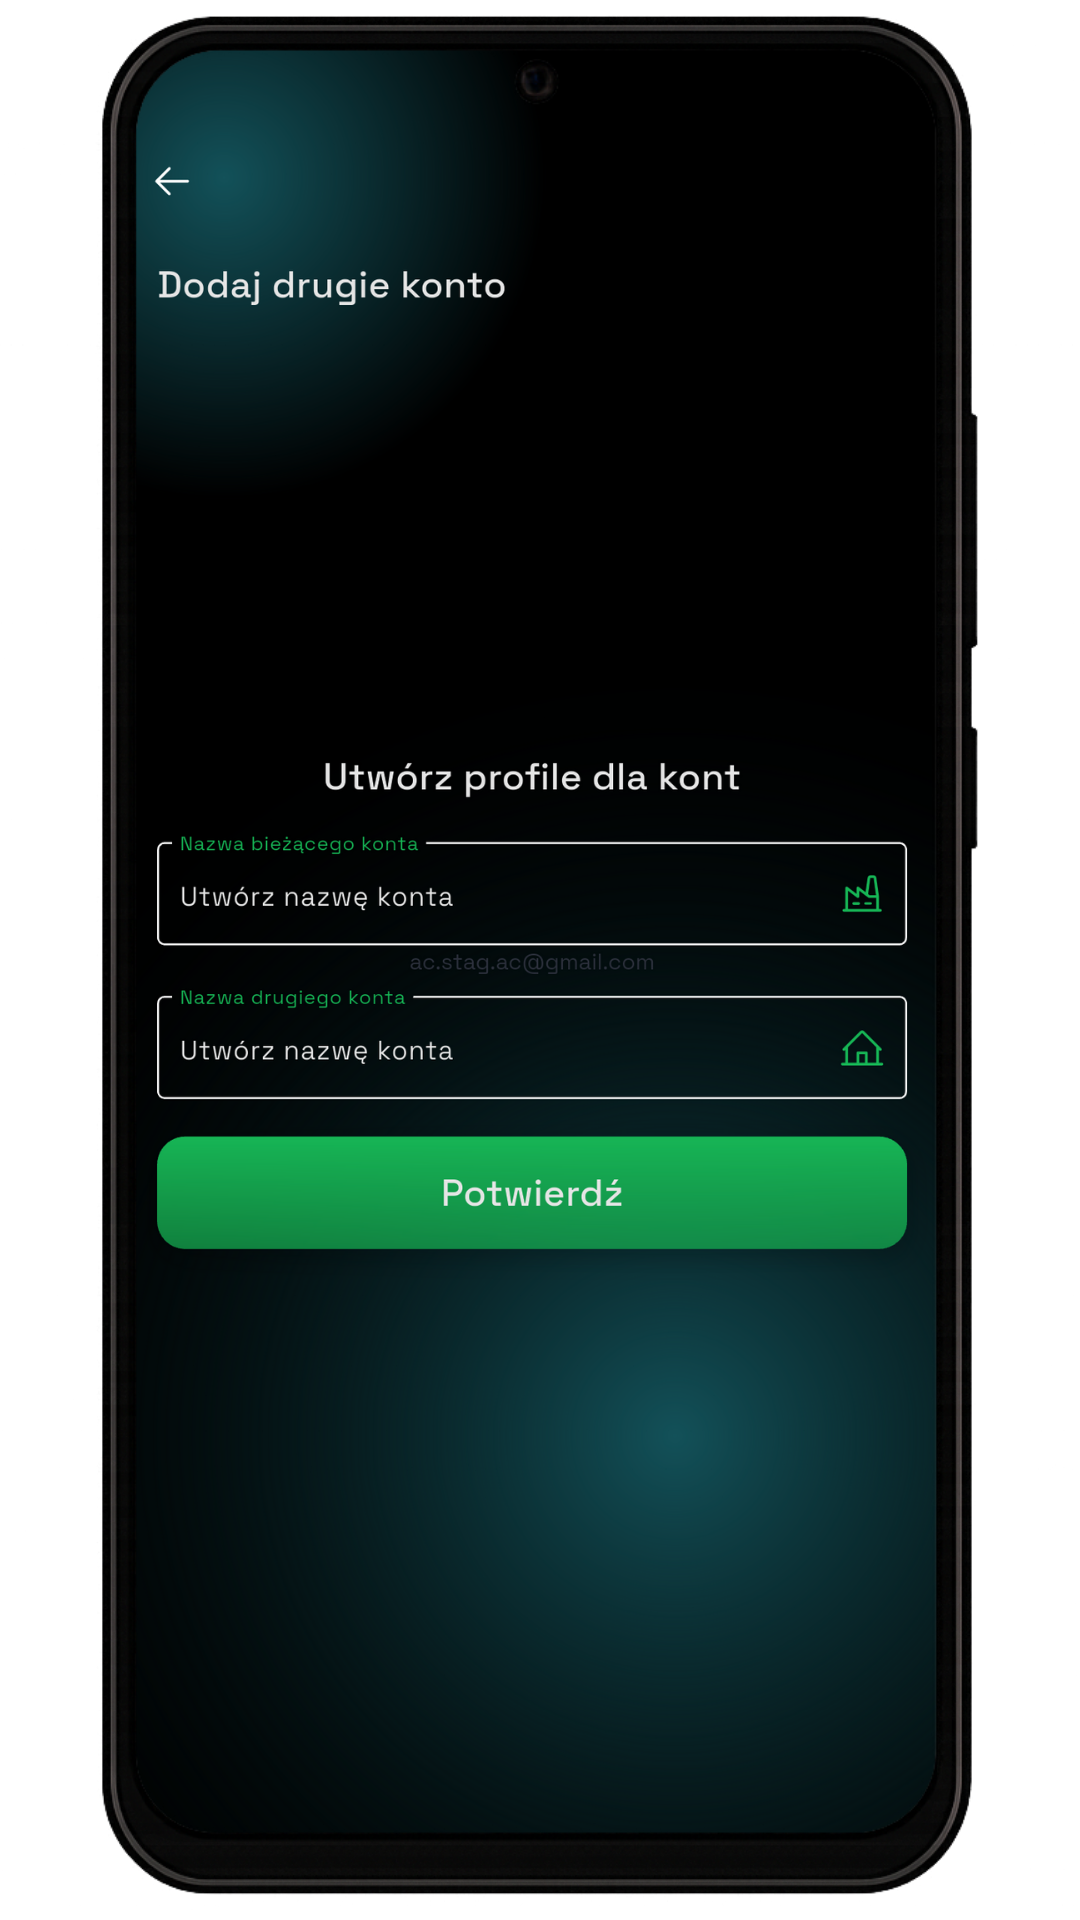 Dodaj drugie konto
Utwórz profile dla kont
Nazwa bieżącego konta
Utwórz nazwę konta
ac.stag.ac@gmail.com
Nazwa drugiego konta
Utwórz nazwę konta
Potwierdź